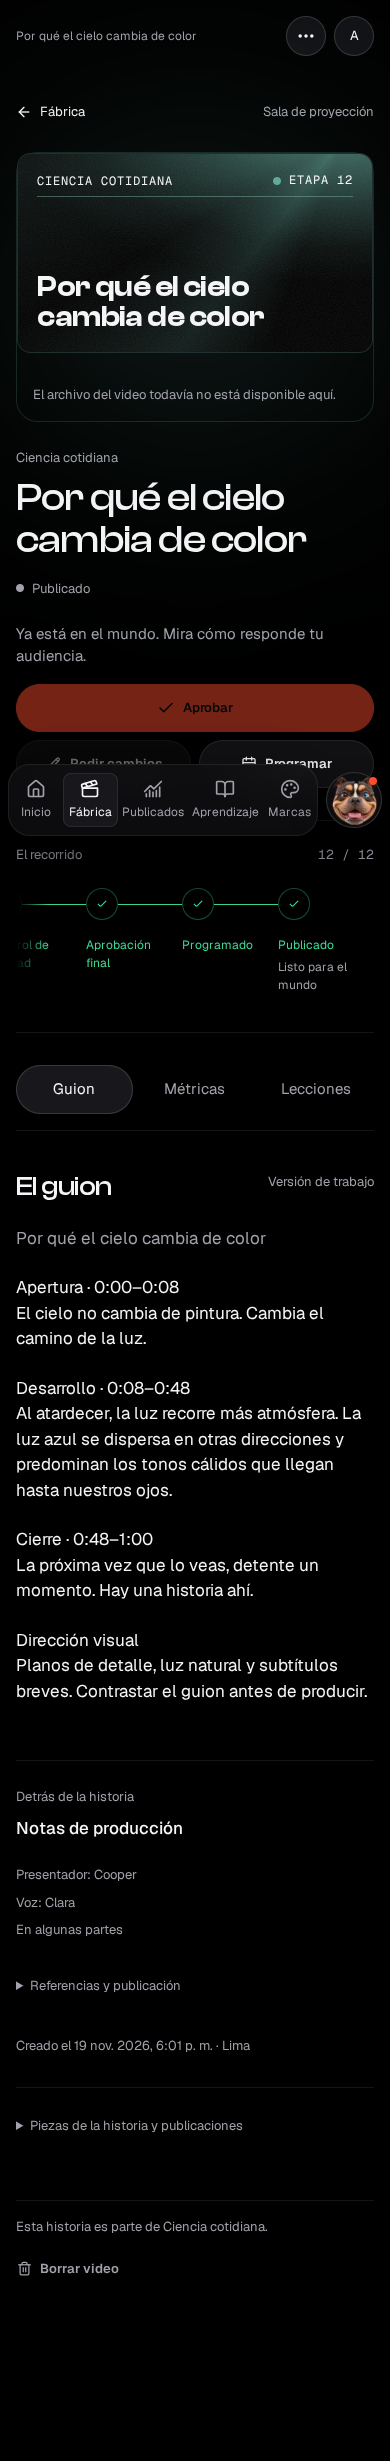 Por qué el cielo cambia de color
A
Fábrica
Sala de proyección
CIENCIA COTIDIANA
ETAPA 12
Por qué el cielo
cambia de color
El archivo del video todavía no está disponible aquí.
Ciencia cotidiana
Por qué el cielo
cambia de color
Publicado
Ya está en el mundo. Mira cómo responde tu
audiencia.
Aprobar
Pedir cambios
Programar
Inicio
Fábrica
Publicados
Aprendizaje
Marcas
El recorrido
12 / 12
rol de
ad
Aprobación
final
Programado
Publicado
Listo para el
mundo
Guion
Métricas
Lecciones
El guion
Versión de trabajo
Por qué el cielo cambia de color
Apertura · 0:00–0:08
El cielo no cambia de pintura. Cambia el
camino de la luz.
Desarrollo · 0:08–0:48
Al atardecer, la luz recorre más atmósfera. La
luz azul se dispersa en otras direcciones y
predominan los tonos cálidos que llegan
hasta nuestros ojos.
Cierre · 0:48–1:00
La próxima vez que lo veas, detente un
momento. Hay una historia ahí.
Dirección visual
Planos de detalle, luz natural y subtítulos
breves. Contrastar el guion antes de producir.
Detrás de la historia
Notas de producción
Presentador: Cooper
Voz: Clara
En algunas partes
Referencias y publicación
Creado el 19 nov. 2026, 6:01 p. m. · Lima
Piezas de la historia y publicaciones
Esta historia es parte de Ciencia cotidiana.
Borrar video